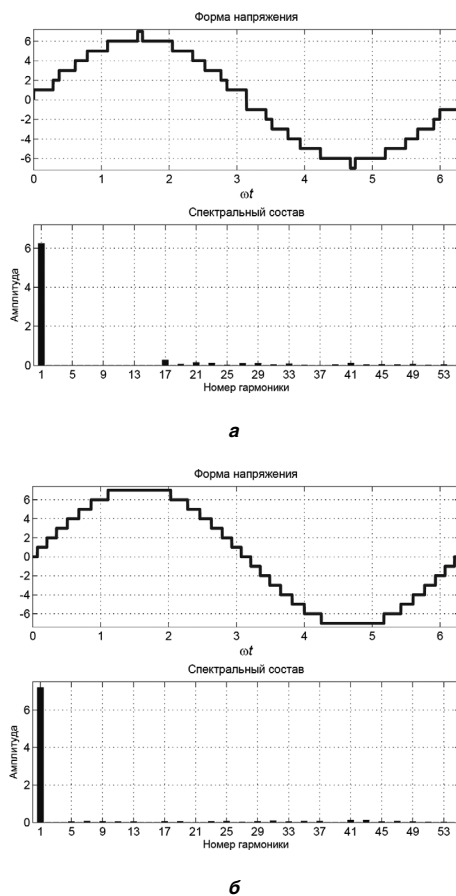 Форма напряжения
6
4
2
0
-2
-4
-6
0 1 2 3 4 5 6
ωt
Спектральный состав
Амплитуда
6
4
2
0
1 5 9 13 17 21 25 29 33 37 41 45 49 53
Номер гармоники
а
Форма напряжения
6
4
2
0
-2
-4
-6
0 1 2 3 4 5 6
ωt
Спектральный состав
Амплитуда
6
4
2
0
1 5 9 13 17 21 25 29 33 37 41 45 49 53
Номер гармоники
б